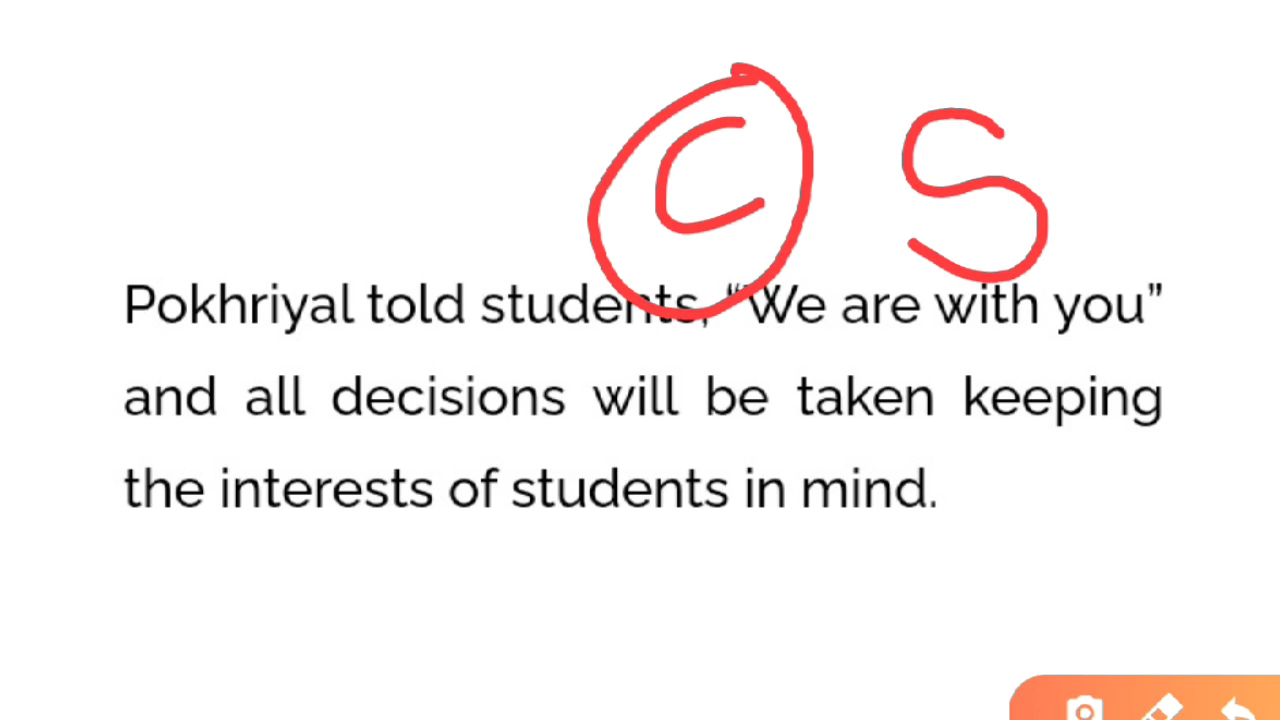 C S
Pokhriyal told students, “We are with you”
and all decisions will be taken keeping
the interests of students in mind.